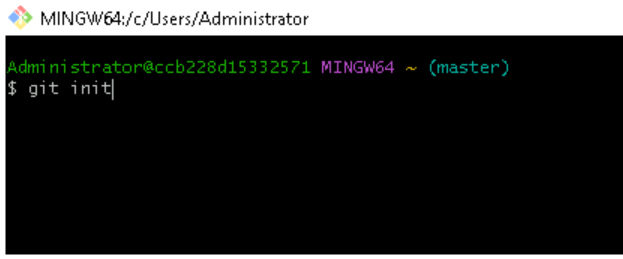 MINGW64:/c/Users/Administrator
Administrator@ccb228d15332571 MINGW64 ~ (master)
$ git init